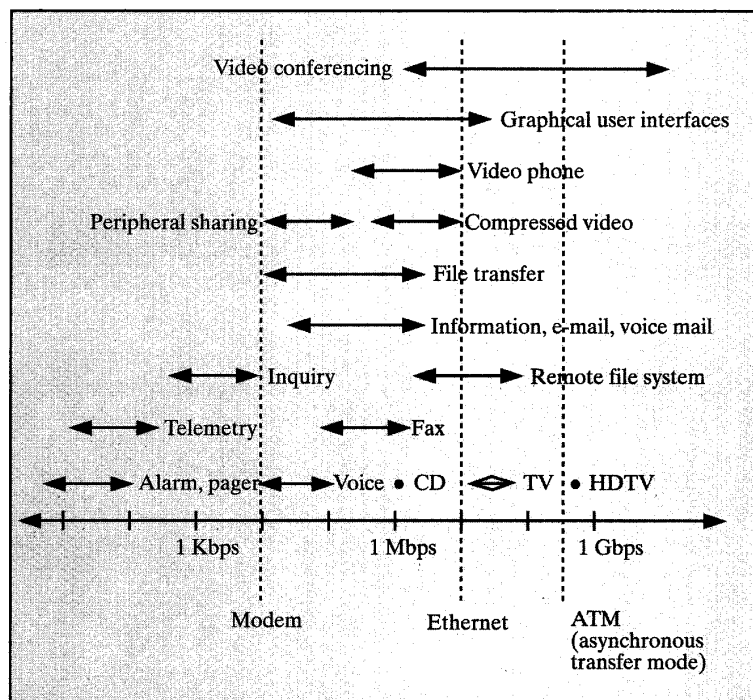 Video conferencing
Graphical user interfaces
Video phone
Peripheral sharing Compressed video
File transfer
Information, e-mail, voice mail
Inquiry Remote file system
Telemetry Fax
Alarm, pager Voice CD TV HDTV
1 Kbps 1 Mbps 1 Gbps
Modem Ethernet ATM
(asynchronous
transfer mode)